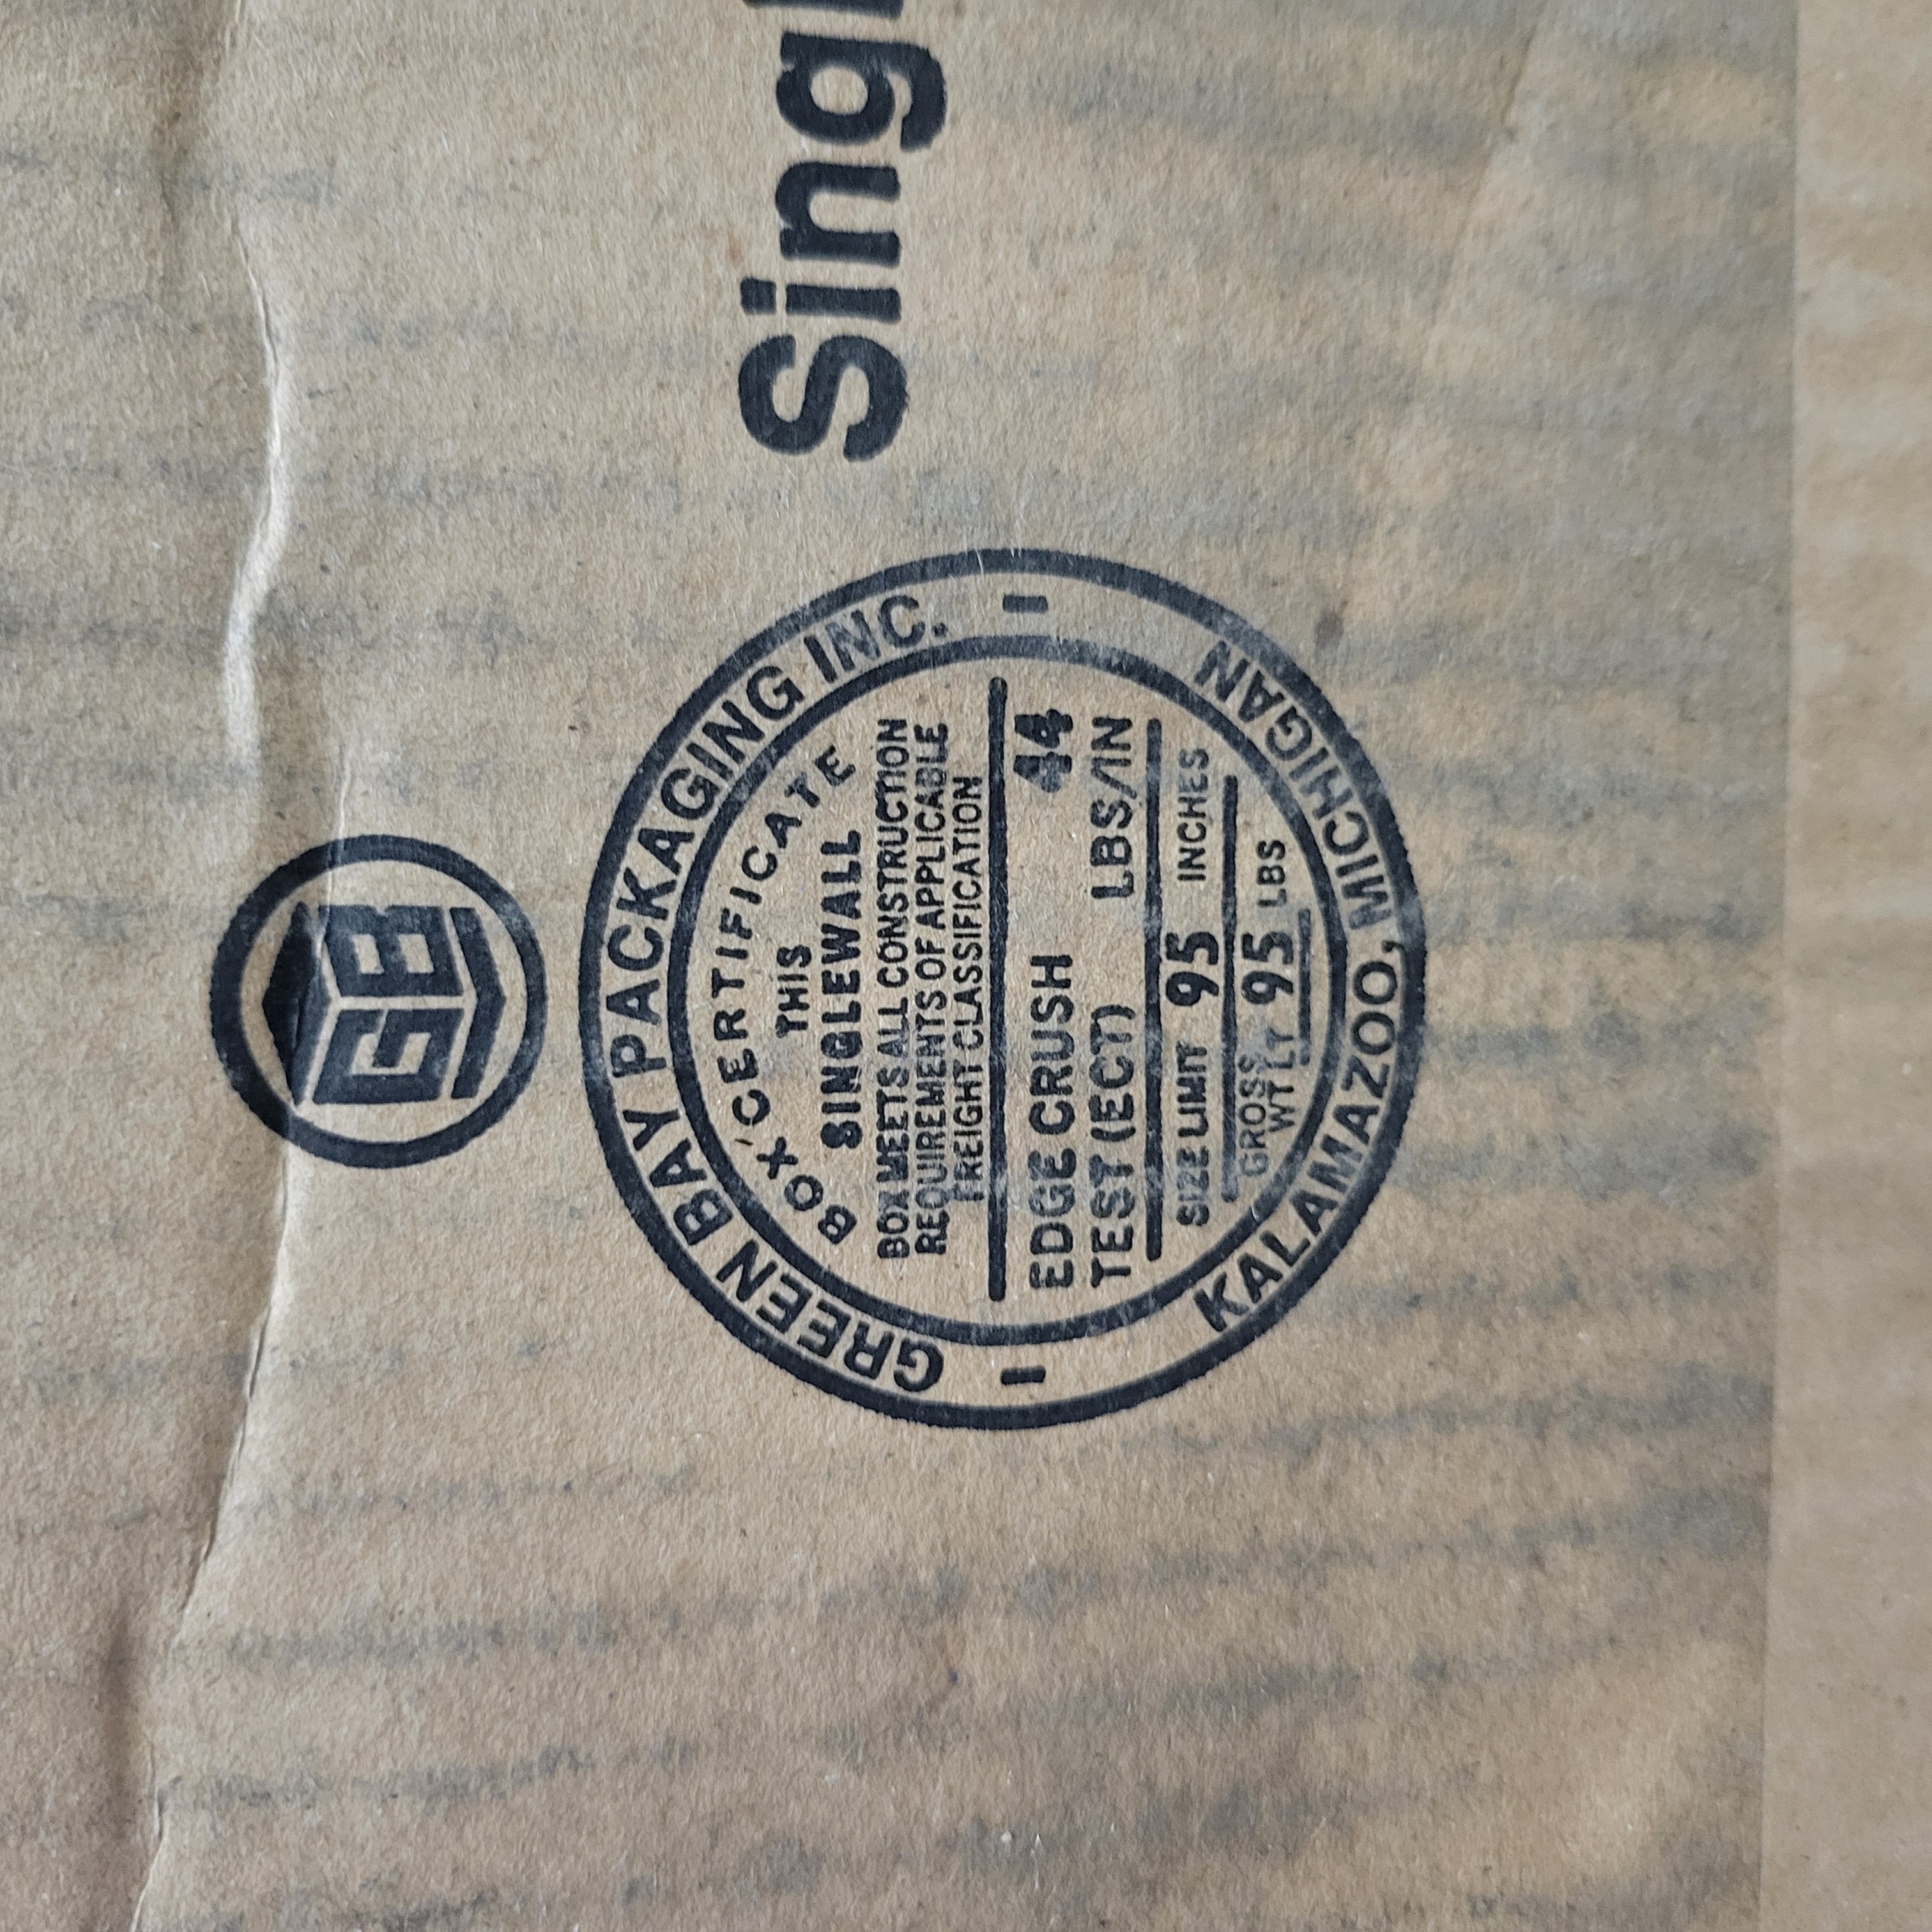 Singl
GB
GREEN BAY PACKAGING INC.
BOX CERTIFICATE
THIS
SINGLEWALL
BOX MEETS ALL CONSTRUCTION
REQUIREMENTS OF APPLICABLE
FREIGHT CLASSIFICATION
EDGE CRUSH 44
TEST (ECT) LBS/IN
SIZE LIMIT 95 INCHES
GROSS
WT LT 95 LBS
KALAMAZOO, MICHIGAN